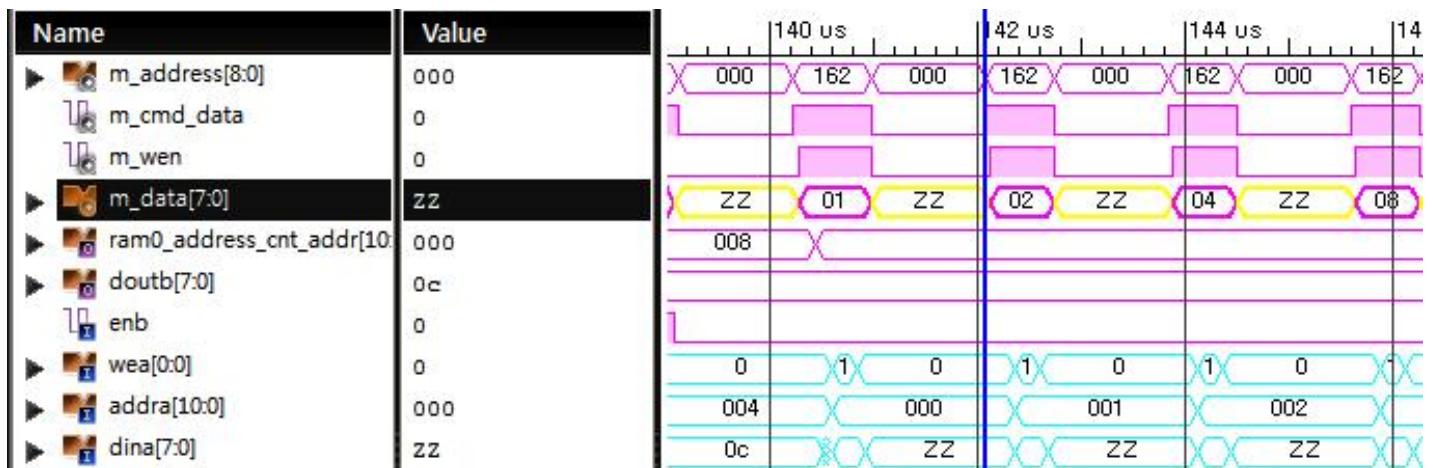 Name Value 140 us 142 us 144 us 14
m_address[8:0] 000 000 162 000 162 000 162 000 162
m_cmd_data 0
m_wen 0
m_data[7:0] ZZ ZZ 01 ZZ 02 ZZ 04 ZZ 08
ram0_address_cnt_addr[10: 000 008
doutb[7:0] 0c
enb 0
wea[0:0] 0 0 1 0 1 0 1 0
addra[10:0] 000 004 000 001 002
dina[7:0] ZZ 0c ZZ ZZ ZZ